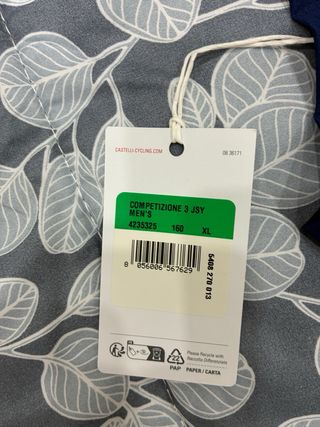 CASTELLI-CYCLING.COM
08 36171
COMPETIZIONE 3 JSY
MEN'S
4235325 160 XL
8 056006 567629
5408 270 013
Please Recycle with
Raccolta Differenziata
22
PAP
PAPER / CARTA